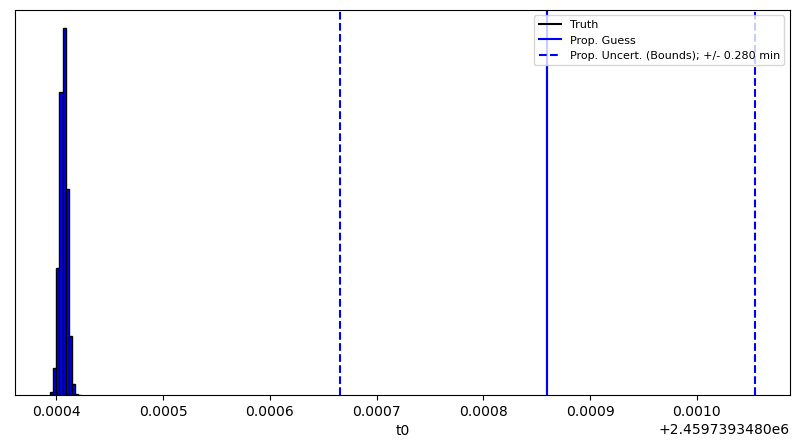 Truth
Prop. Guess
Prop. Uncert. (Bounds); +/- 0.280 min
0.0004 0.0005 0.0006 0.0007 0.0008 0.0009 0.0010
t0
+2.4597393480e6